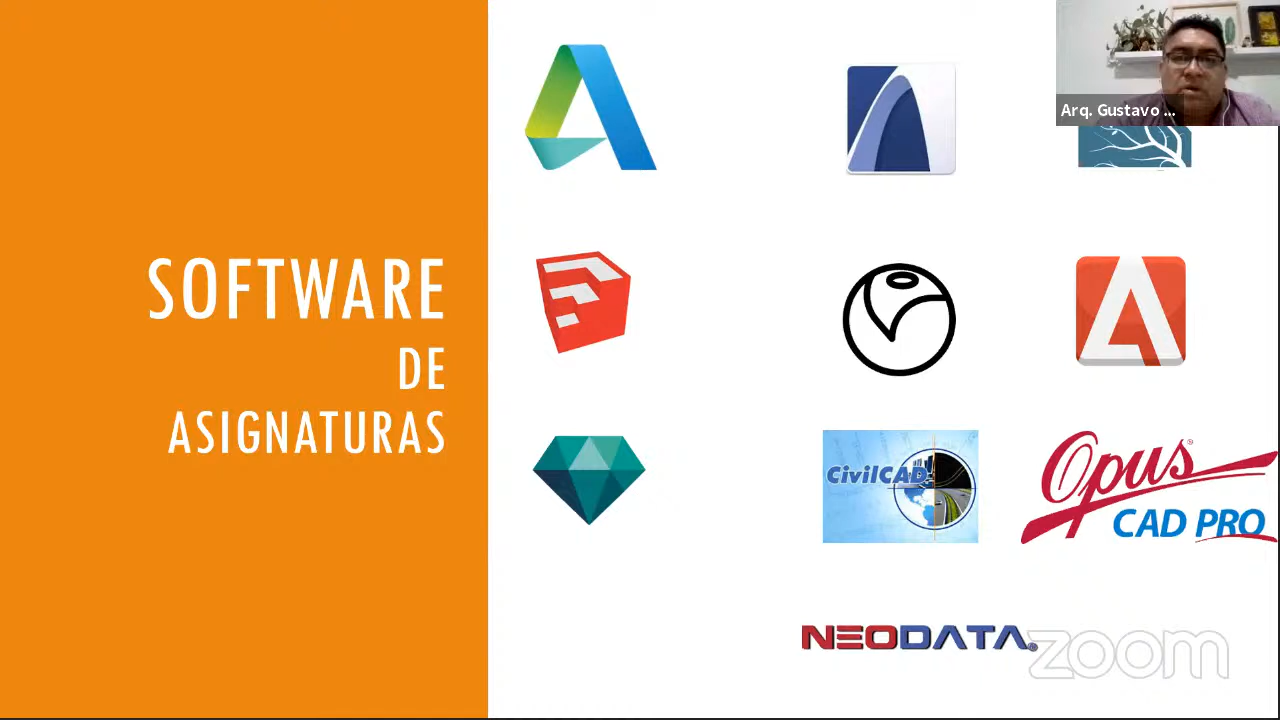 Arq. Gustavo ...
SOFTWARE
DE
ASIGNATURAS
CivilCAD
Opus®
CAD PRO
NEODATA®
zoom